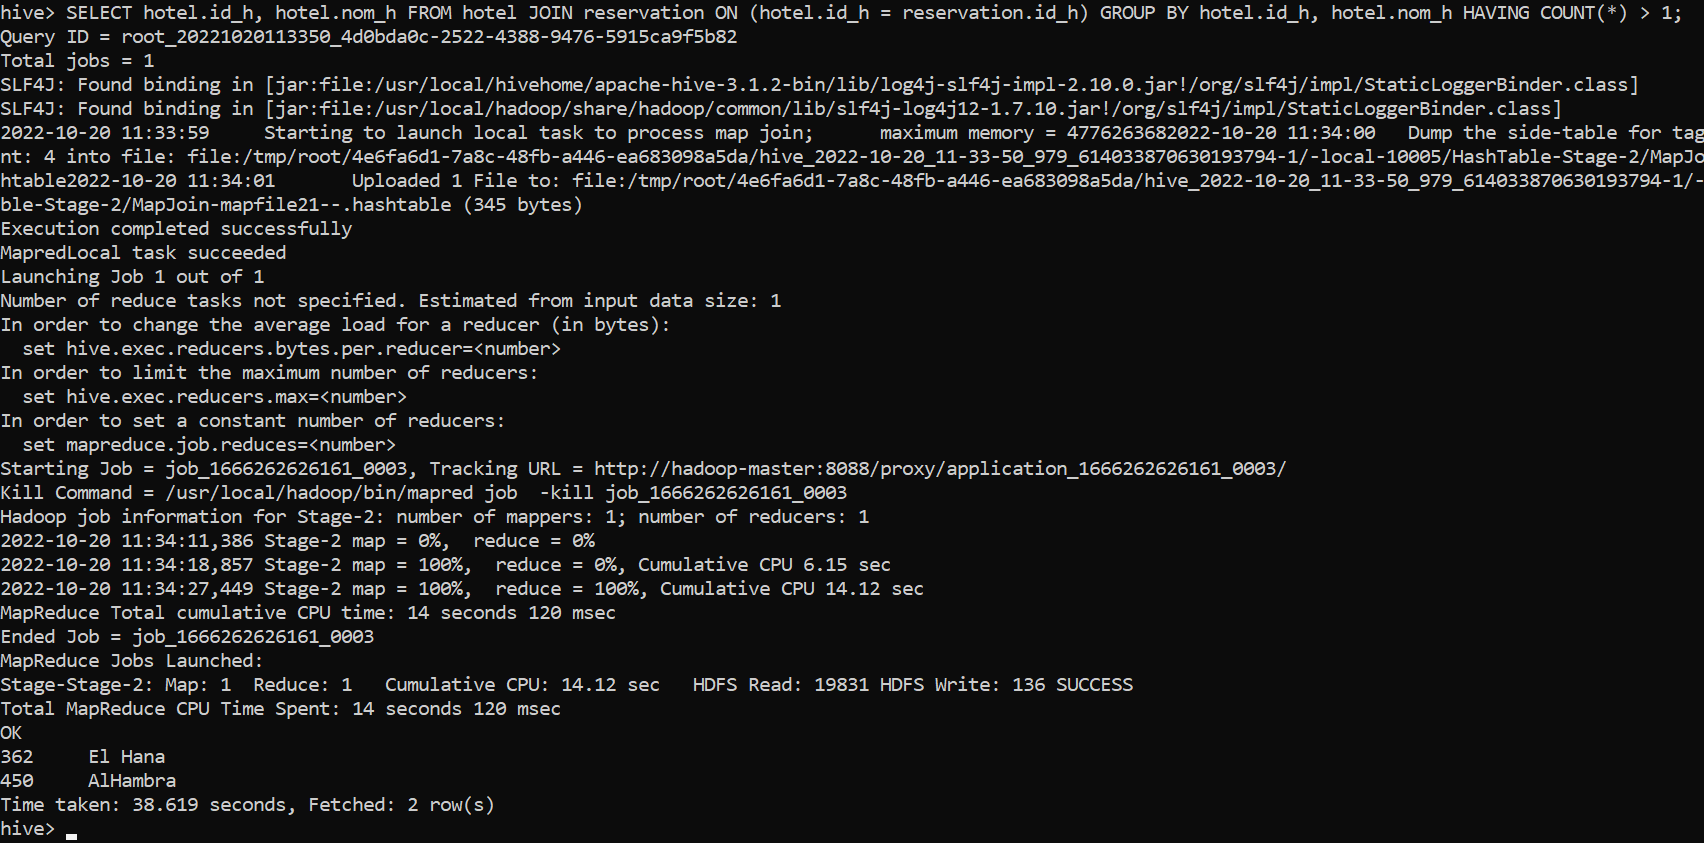 hive> SELECT hotel.id_h, hotel.nom_h FROM hotel JOIN reservation ON (hotel.id_h = reservation.id_h) GROUP BY hotel.id_h, hotel.nom_h HAVING COUNT(*) > 1;
Query ID = root_20221020113350_4d0bda0c-2522-4388-9476-5915ca9f5b82
Total jobs = 1
SLF4J: Found binding in [jar:file:/usr/local/hivehome/apache-hive-3.1.2-bin/lib/log4j-slf4j-impl-2.10.0.jar!/org/slf4j/impl/StaticLoggerBinder.class]
SLF4J: Found binding in [jar:file:/usr/local/hadoop/share/hadoop/common/lib/slf4j-log4j12-1.7.10.jar!/org/slf4j/impl/StaticLoggerBinder.class]
2022-10-20 11:33:59     Starting to launch local task to process map join;      maximum memory = 4776263682022-10-20 11:34:00   Dump the side-table for tag
nt: 4 into file: file:/tmp/root/4e6fa6d1-7a8c-48fb-a446-ea683098a5da/hive_2022-10-20_11-33-50_979_614033870630193794-1/-local-10005/HashTable-Stage-2/MapJo
htable2022-10-20 11:34:01       Uploaded 1 File to: file:/tmp/root/4e6fa6d1-7a8c-48fb-a446-ea683098a5da/hive_2022-10-20_11-33-50_979_614033870630193794-1/-
ble-Stage-2/MapJoin-mapfile21--.hashtable (345 bytes)
Execution completed successfully
MapredLocal task succeeded
Launching Job 1 out of 1
Number of reduce tasks not specified. Estimated from input data size: 1
In order to change the average load for a reducer (in bytes):
  set hive.exec.reducers.bytes.per.reducer=<number>
In order to limit the maximum number of reducers:
  set hive.exec.reducers.max=<number>
In order to set a constant number of reducers:
  set mapreduce.job.reduces=<number>
Starting Job = job_1666262626161_0003, Tracking URL = http://hadoop-master:8088/proxy/application_1666262626161_0003/
Kill Command = /usr/local/hadoop/bin/mapred job  -kill job_1666262626161_0003
Hadoop job information for Stage-2: number of mappers: 1; number of reducers: 1
2022-10-20 11:34:11,386 Stage-2 map = 0%,  reduce = 0%
2022-10-20 11:34:18,857 Stage-2 map = 100%,  reduce = 0%, Cumulative CPU 6.15 sec
2022-10-20 11:34:27,449 Stage-2 map = 100%,  reduce = 100%, Cumulative CPU 14.12 sec
MapReduce Total cumulative CPU time: 14 seconds 120 msec
Ended Job = job_1666262626161_0003
MapReduce Jobs Launched:
Stage-Stage-2: Map: 1  Reduce: 1   Cumulative CPU: 14.12 sec   HDFS Read: 19831 HDFS Write: 136 SUCCESS
Total MapReduce CPU Time Spent: 14 seconds 120 msec
OK
362     El Hana
450     AlHambra
Time taken: 38.619 seconds, Fetched: 2 row(s)
hive>